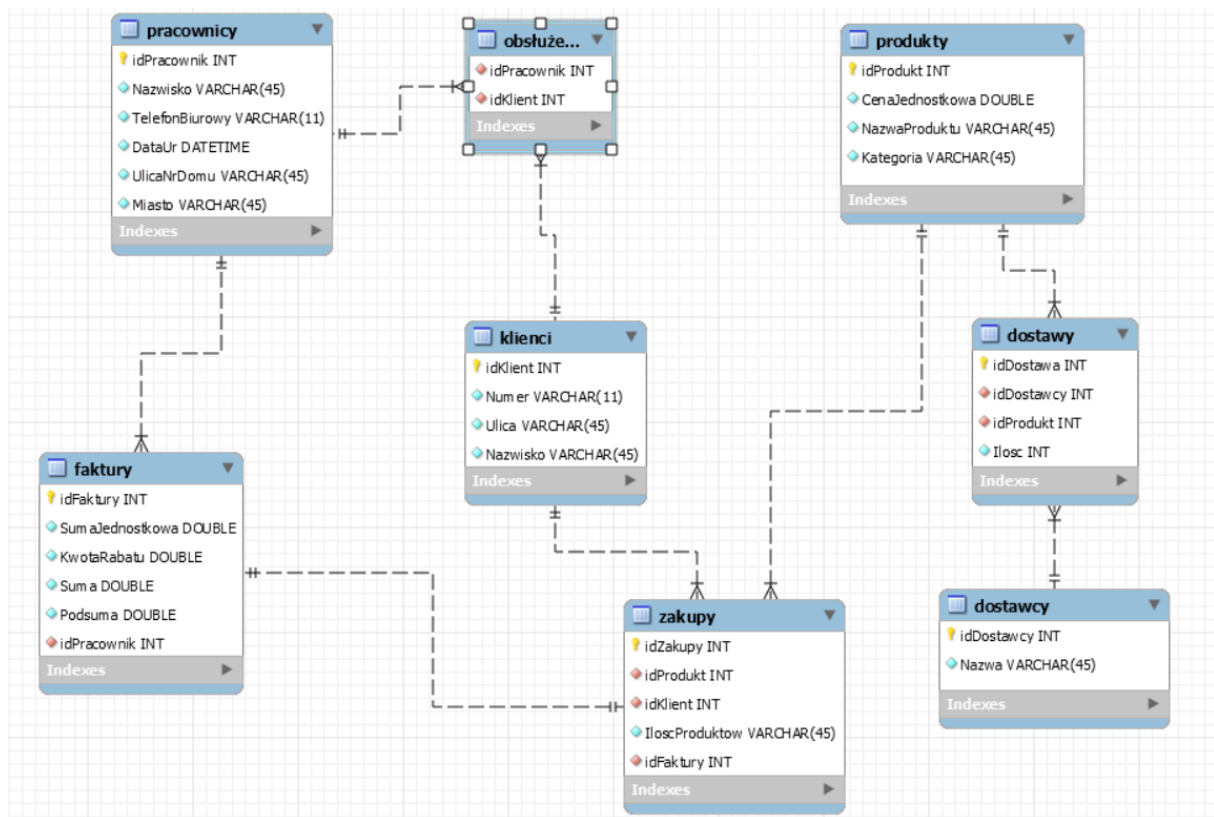 pracownicy
idPracownik INT
Nazwisko VARCHAR(45)
TelefonBiurowy VARCHAR(11)
DataUr DATETIME
UlicaNrDomu VARCHAR(45)
Miasto VARCHAR(45)
Indexes
obsłuże...
idPracownik INT
idKlient INT
Indexes
produkty
idProdukt INT
CenaJednostkowa DOUBLE
NazwaProduktu VARCHAR(45)
Kategoria VARCHAR(45)
Indexes
klienci
idKlient INT
Numer VARCHAR(11)
Ulica VARCHAR(45)
Nazwisko VARCHAR(45)
Indexes
dostawy
idDostawa INT
idDostawcy INT
idProdukt INT
Ilosc INT
Indexes
faktury
idFaktury INT
SumaJednostkowa DOUBLE
KwotaRabatu DOUBLE
Suma DOUBLE
Podsuma DOUBLE
idPracownik INT
Indexes
zakupy
idZakupy INT
idProdukt INT
idKlient INT
IloscProduktow VARCHAR(45)
idFaktury INT
Indexes
dostawcy
idDostawcy INT
Nazwa VARCHAR(45)
Indexes